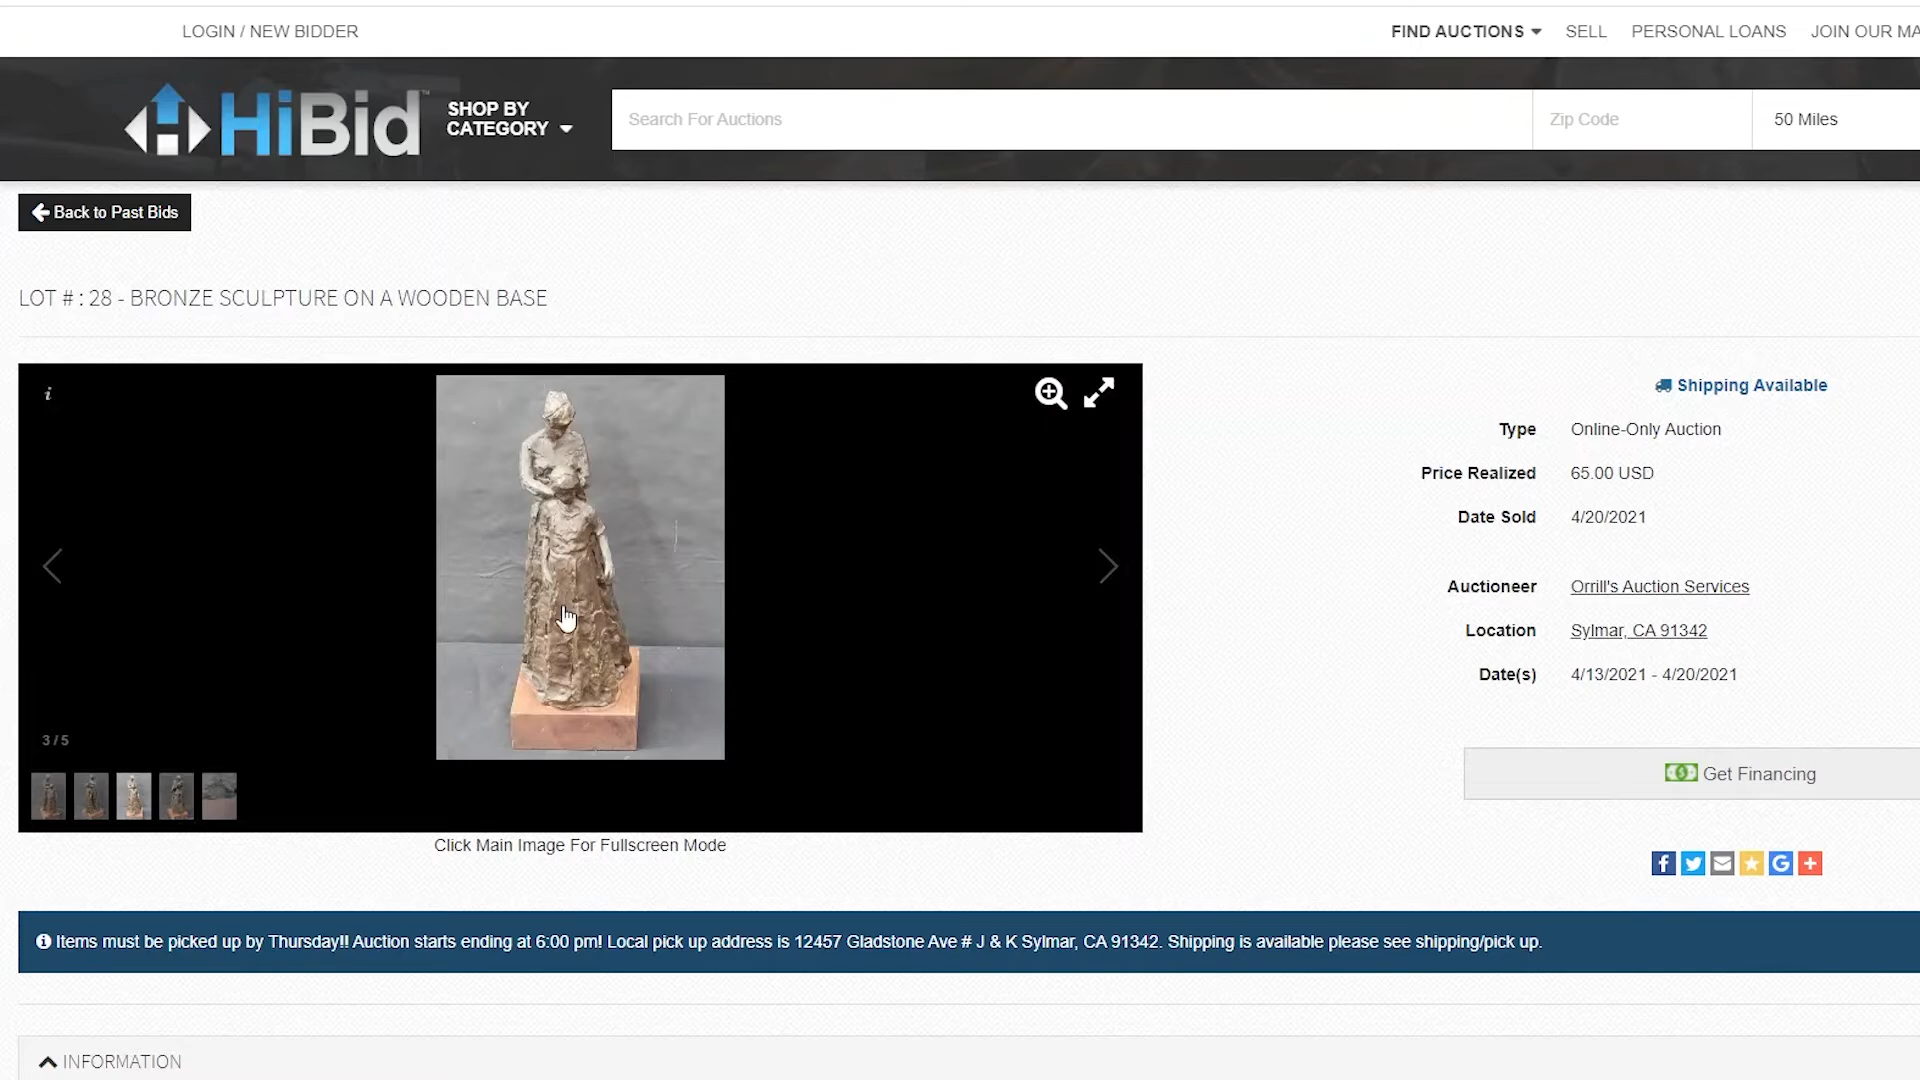 LOGIN / NEW BIDDER
FIND AUCTIONS
SELL
PERSONAL LOANS
JOIN OUR MA
HiBid™
SHOP BY
CATEGORY
Search For Auctions
Zip Code
50 Miles
Back to Past Bids
LOT # : 28 - BRONZE SCULPTURE ON A WOODEN BASE
i
Shipping Available
Type Online-Only Auction
Price Realized 65.00 USD
Date Sold 4/20/2021
Auctioneer Orrill's Auction Services
Location Sylmar, CA 91342
Date(s) 4/13/2021 - 4/20/2021
3 / 5
Get Financing
Click Main Image For Fullscreen Mode
Items must be picked up by Thursday!! Auction starts ending at 6:00 pm! Local pick up address is 12457 Gladstone Ave # J & K Sylmar, CA 91342. Shipping is available please see shipping/pick up.
INFORMATION